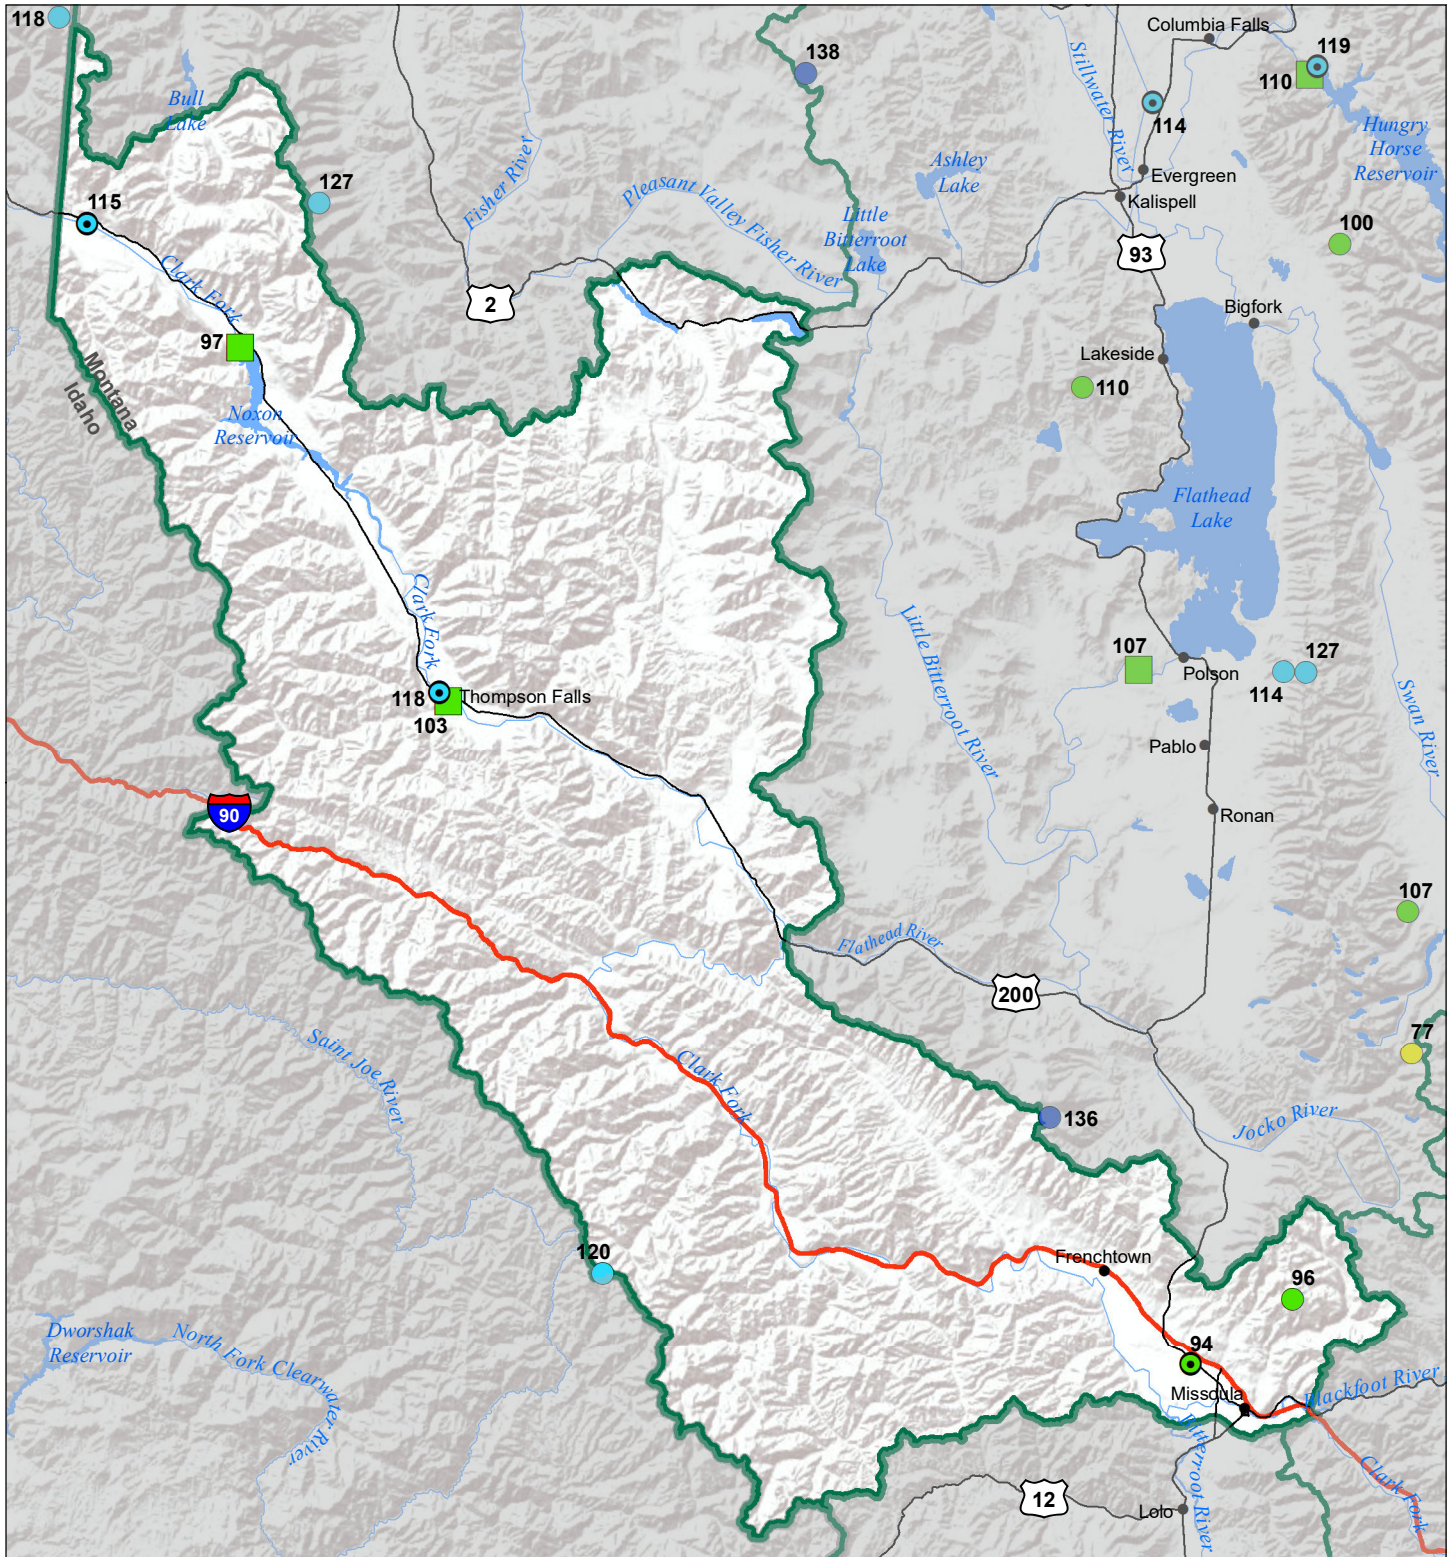 118
Columbia Falls
138
119
110
Stillwater River
Bull
Lake
114
Hungry
Horse
Reservoir
Fisher River
Ashley
Lake
Evergreen
127
Pleasant Valley Fisher River
Kalispell
115
Little
Bitterroot
Lake
100
93
Clark Fork
2
Bigfork
97
Lakeside
Montana
Idaho
110
Noxon
Reservoir
Flathead
Lake
Clark Fork
Little Bitterroot River
107
127
114
Polson
Swan River
118
Thompson Falls
103
Pablo
90
Ronan
107
Flathead River
200
77
Saint Joe River
Clark Fork
136
Jocko River
120
Frenchtown
96
Dworshak
Reservoir
North Fork Clearwater
River
94
Missoula
Blackfoot River
Bitterroot River
Clark Fork
12
Lolo